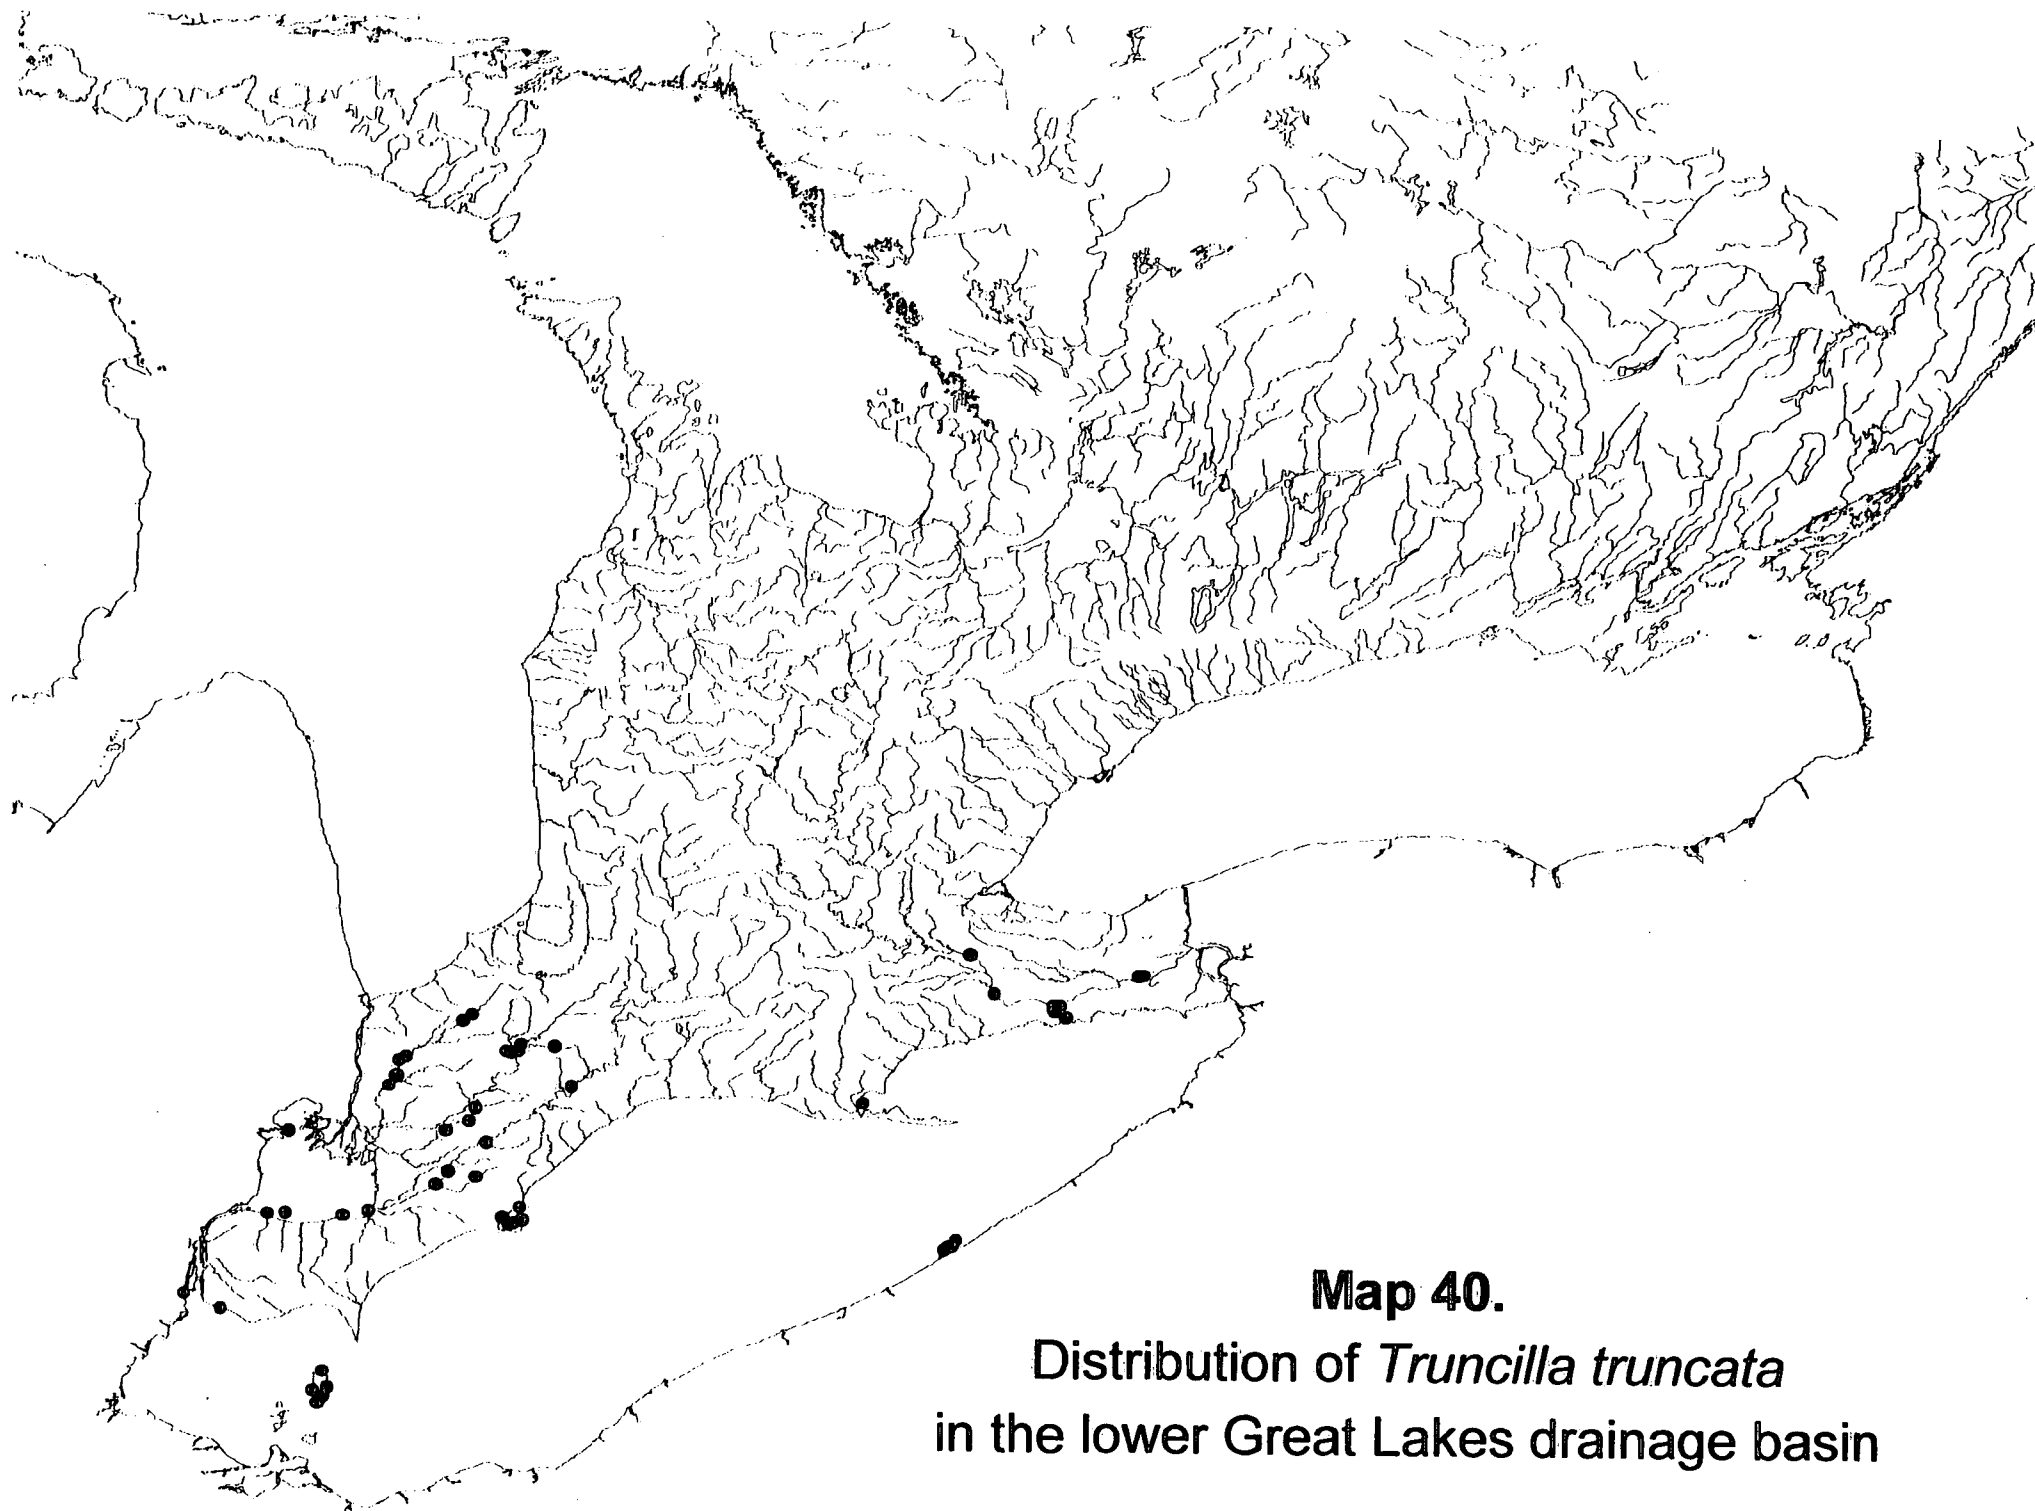 Map 40.
Distribution of Truncilla truncata
in the lower Great Lakes drainage basin